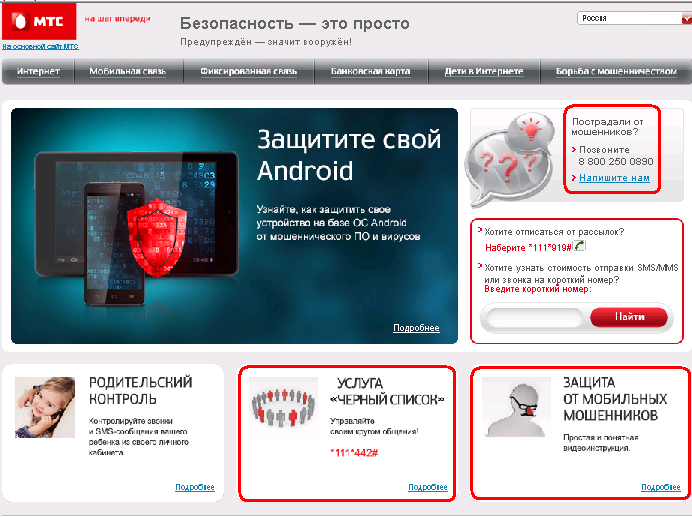 МТС
на шаг впереди
На основной сайт МТС
Безопасность — это просто
Предупреждён — значит вооружён!
Россия
Интернет
Мобильная связь
Фиксированная связь
Банковская карта
Дети в Интернете
Борьба с мошенничеством
Защитите свой
Android
Узнайте, как защитить свое
устройство на базе ОС Android
от мошеннического ПО и вирусов
Подробнее
Пострадали от
мошенников?
Позвоните
8 800 250 0890
Напишите нам
Хотите отписаться от рассылок?
Наберите *111*919#
Хотите узнать стоимость отправки SMS/MMS
или звонка на короткий номер?
Введите короткий номер:
Найти
РОДИТЕЛЬСКИЙ
КОНТРОЛЬ
Контролируйте звонки
и SMS-сообщения вашего
ребенка из своего личного
кабинета.
Подробнее
УСЛУГА
«ЧЕРНЫЙ СПИСОК»
Управляйте
своим кругом общения!
*111*442#
Подробнее
ЗАЩИТА
ОТ МОБИЛЬНЫХ
МОШЕННИКОВ
Простая и понятная
видеоинструкция.
Подробнее